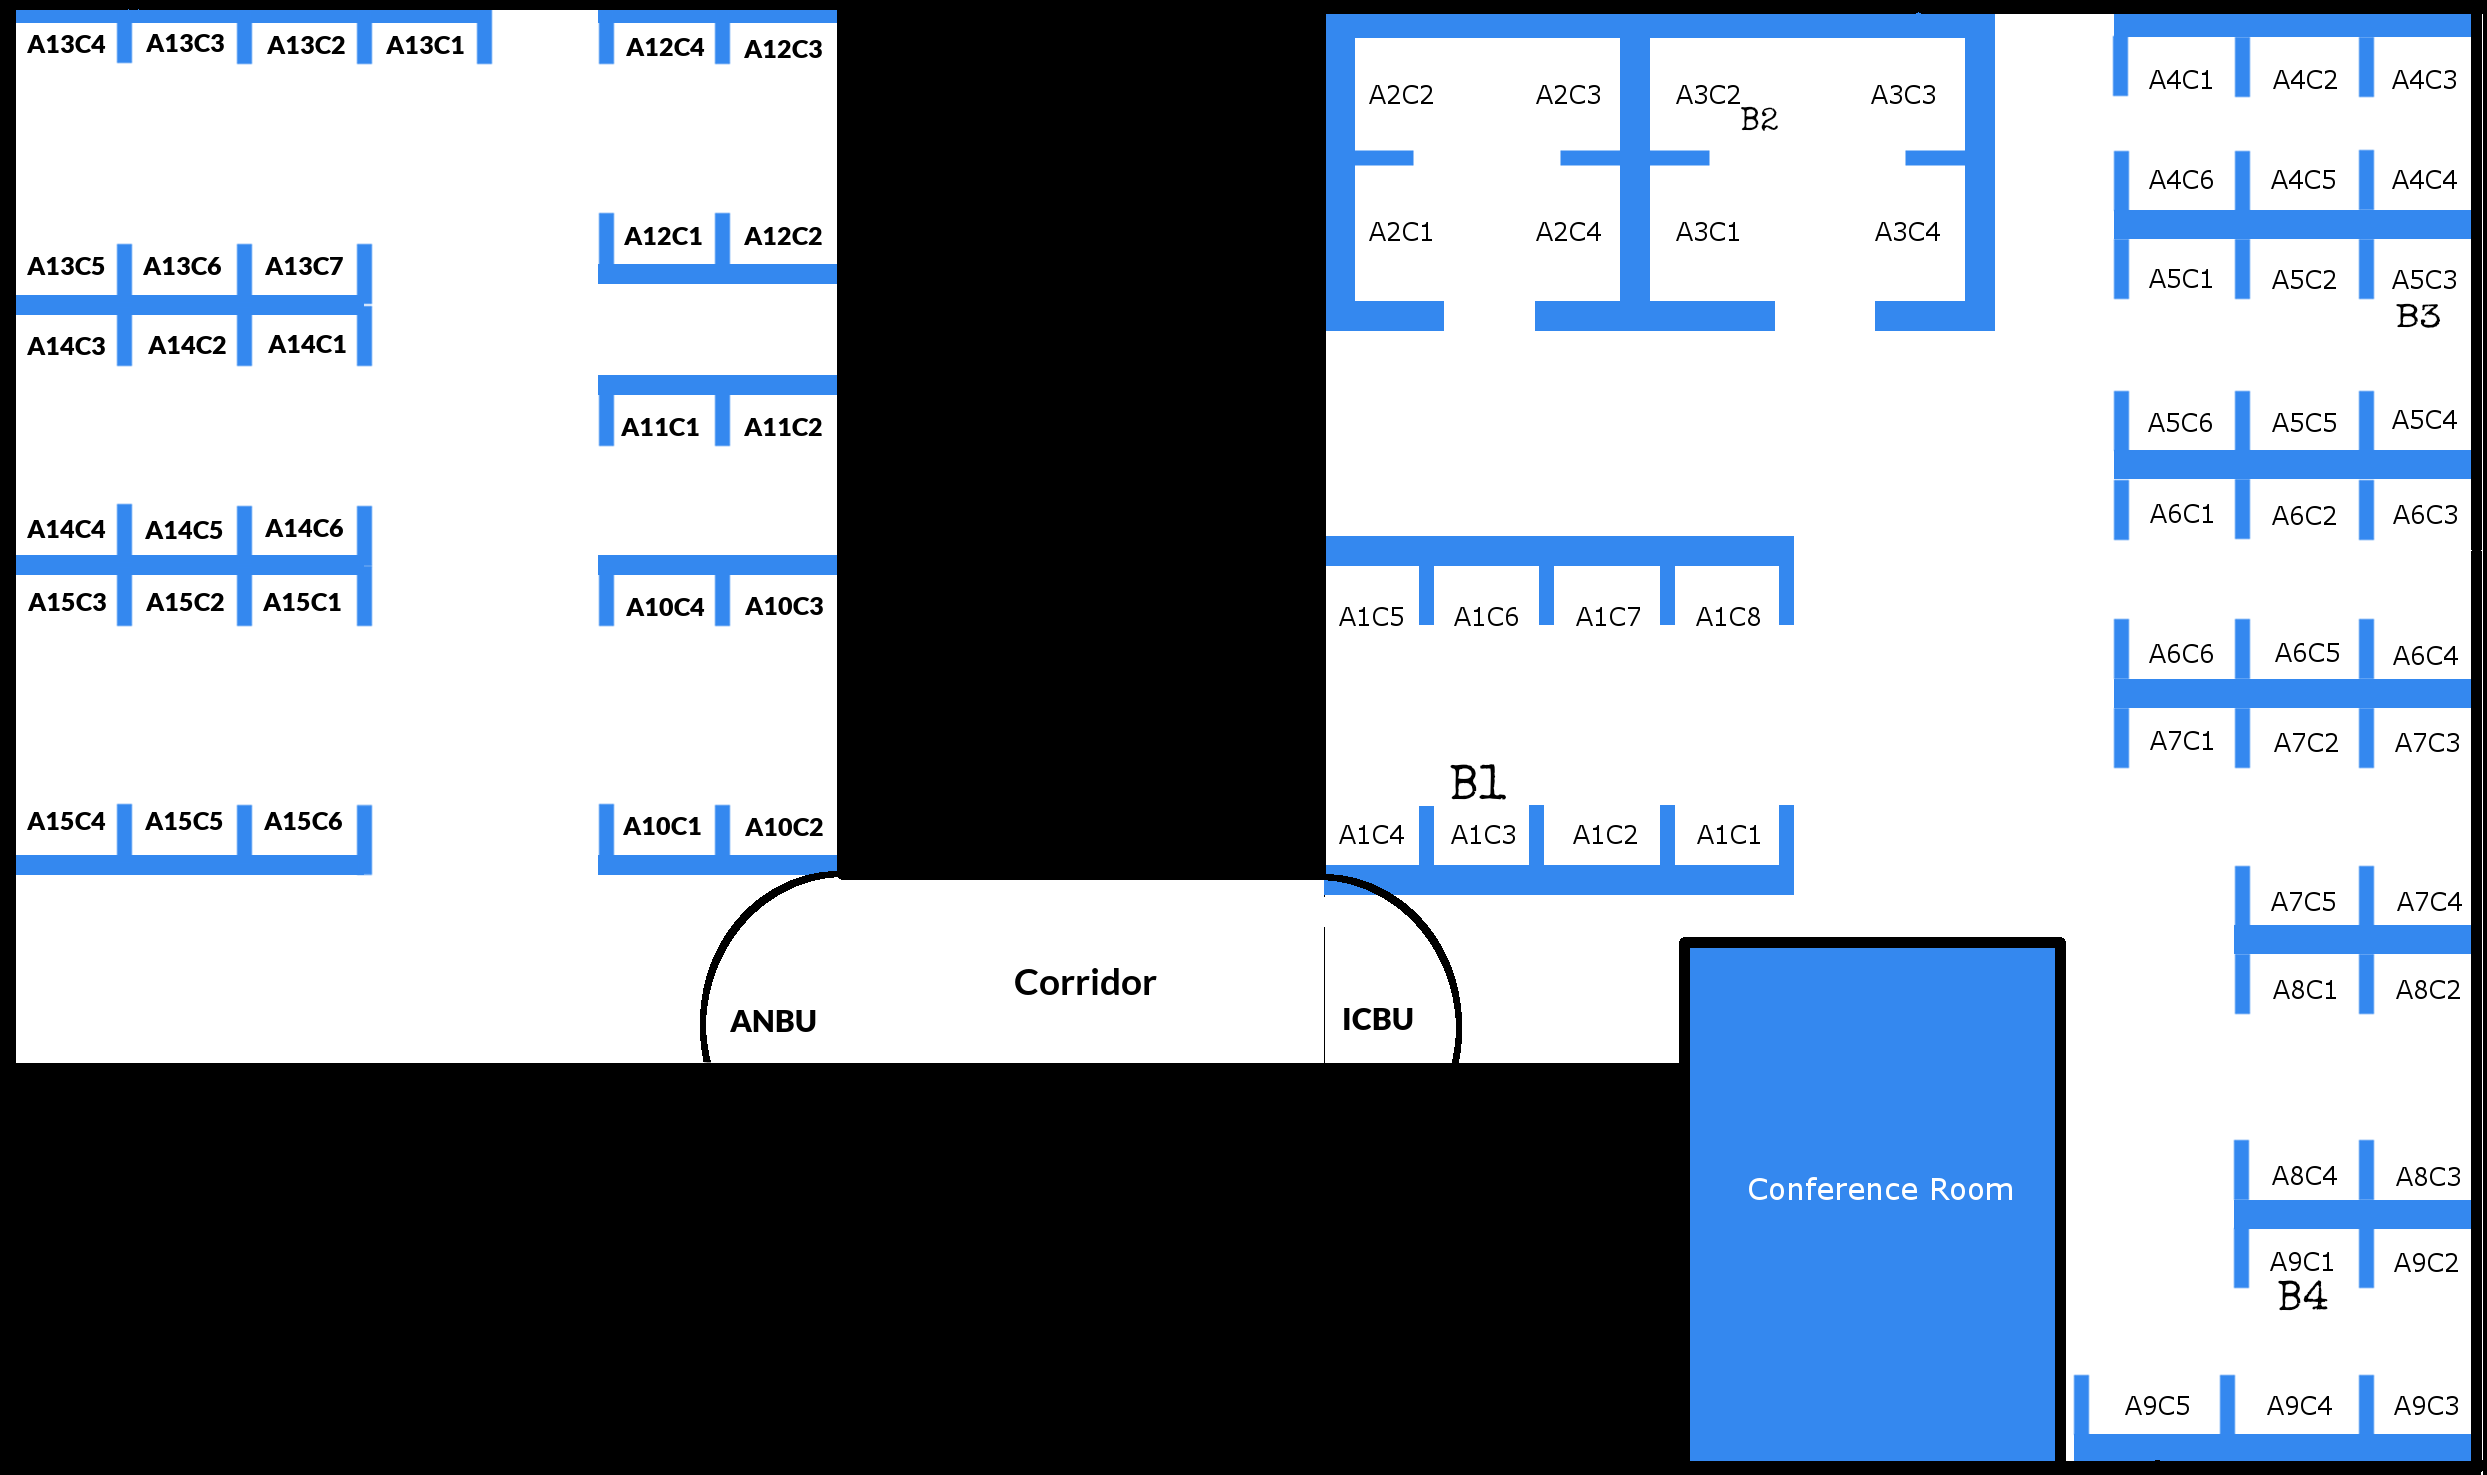 A13C4 A13C3 A13C2 A13C1
A12C4 A12C3
A12C1 A12C2
A13C5 A13C6 A13C7
A14C3 A14C2 A14C1
A11C1 A11C2
A14C4 A14C5 A14C6
A15C3 A15C2 A15C1
A10C4 A10C3
A15C4 A15C5 A15C6
A10C1 A10C2
ANBU
Corridor
ICBU
A2C2 A2C3 A3C2 A3C3
B2
A2C1 A2C4 A3C1 A3C4
A1C5 A1C6 A1C7 A1C8
B1
A1C4 A1C3 A1C2 A1C1
Conference Room
A4C1 A4C2 A4C3
A4C6 A4C5 A4C4
A5C1 A5C2 A5C3
B3
A5C6 A5C5 A5C4
A6C1 A6C2 A6C3
A6C6 A6C5 A6C4
A7C1 A7C2 A7C3
A7C5 A7C4
A8C1 A8C2
A8C4 A8C3
A9C1 A9C2
B4
A9C5 A9C4 A9C3